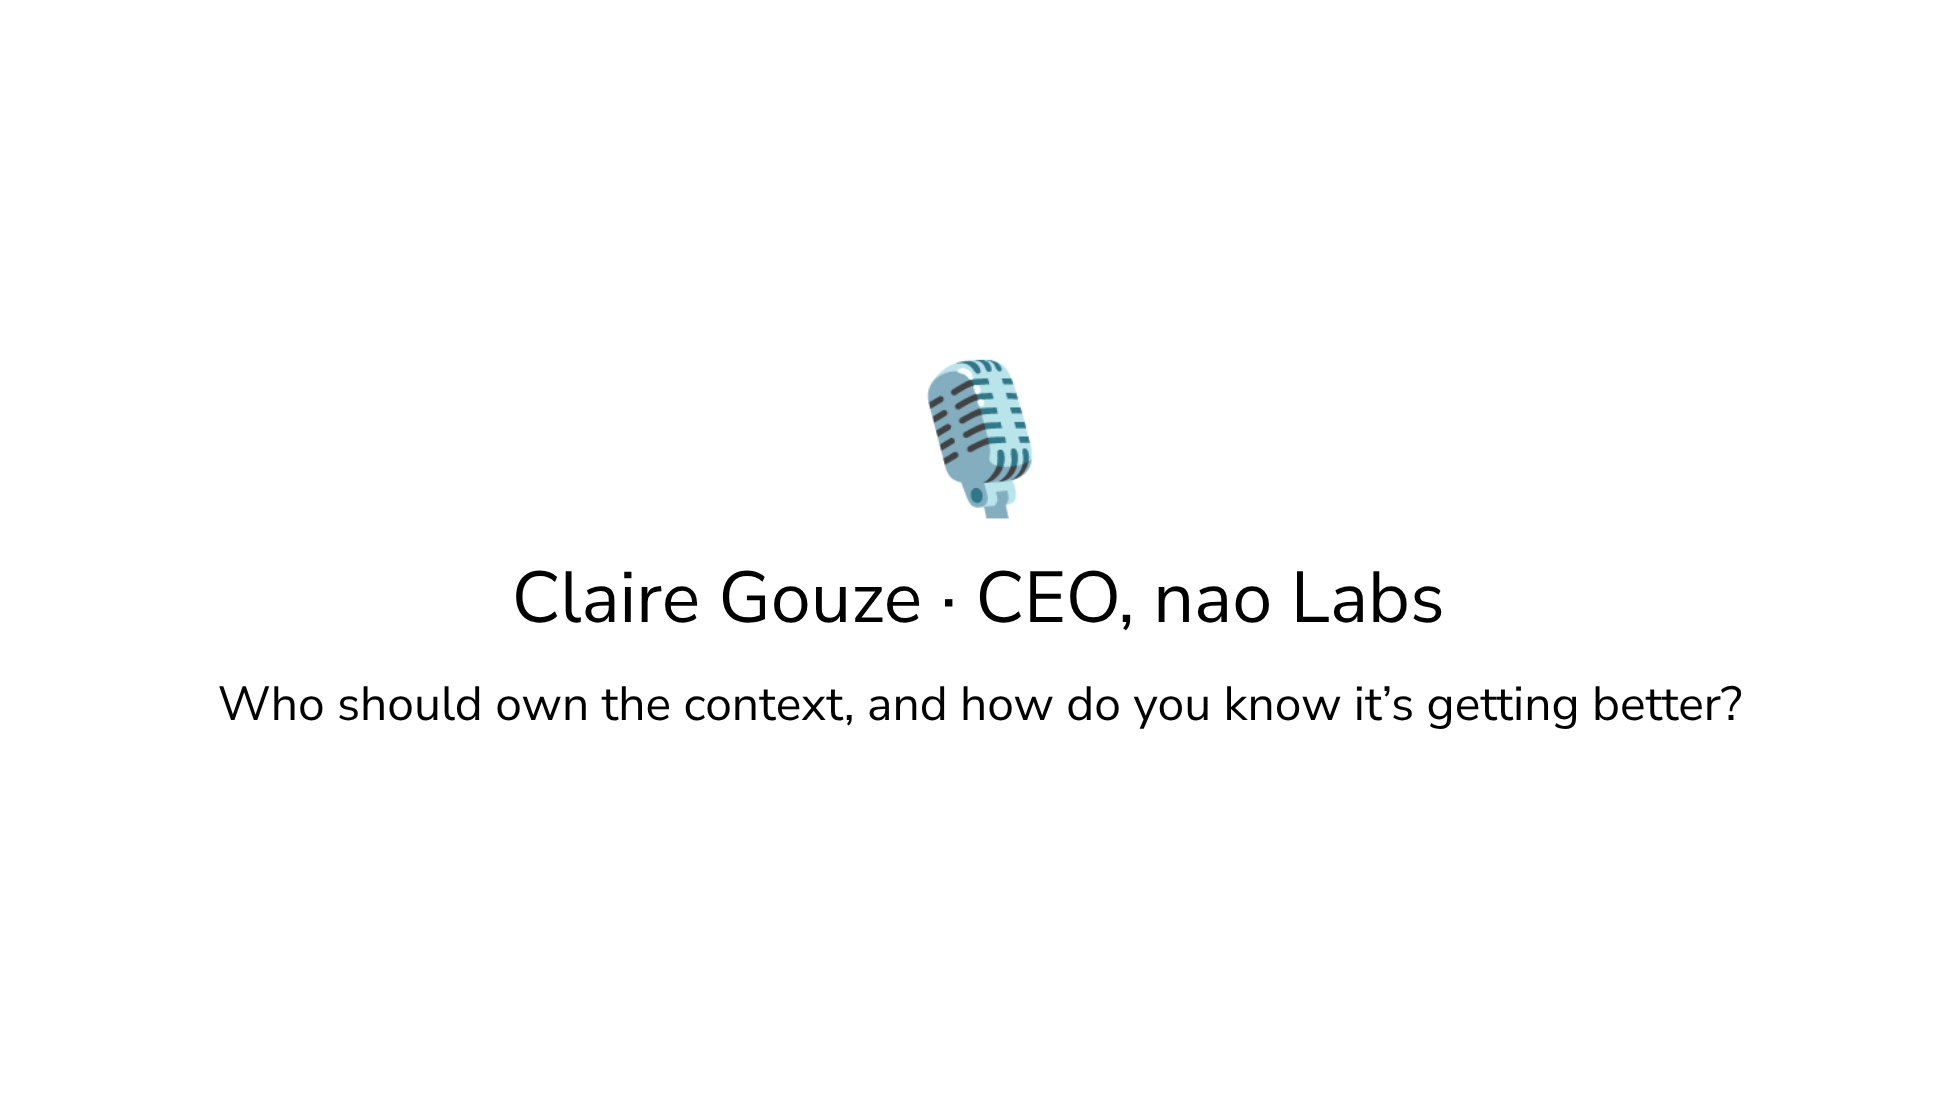 Claire Gouze · CEO, nao Labs
Who should own the context, and how do you know it’s getting better?